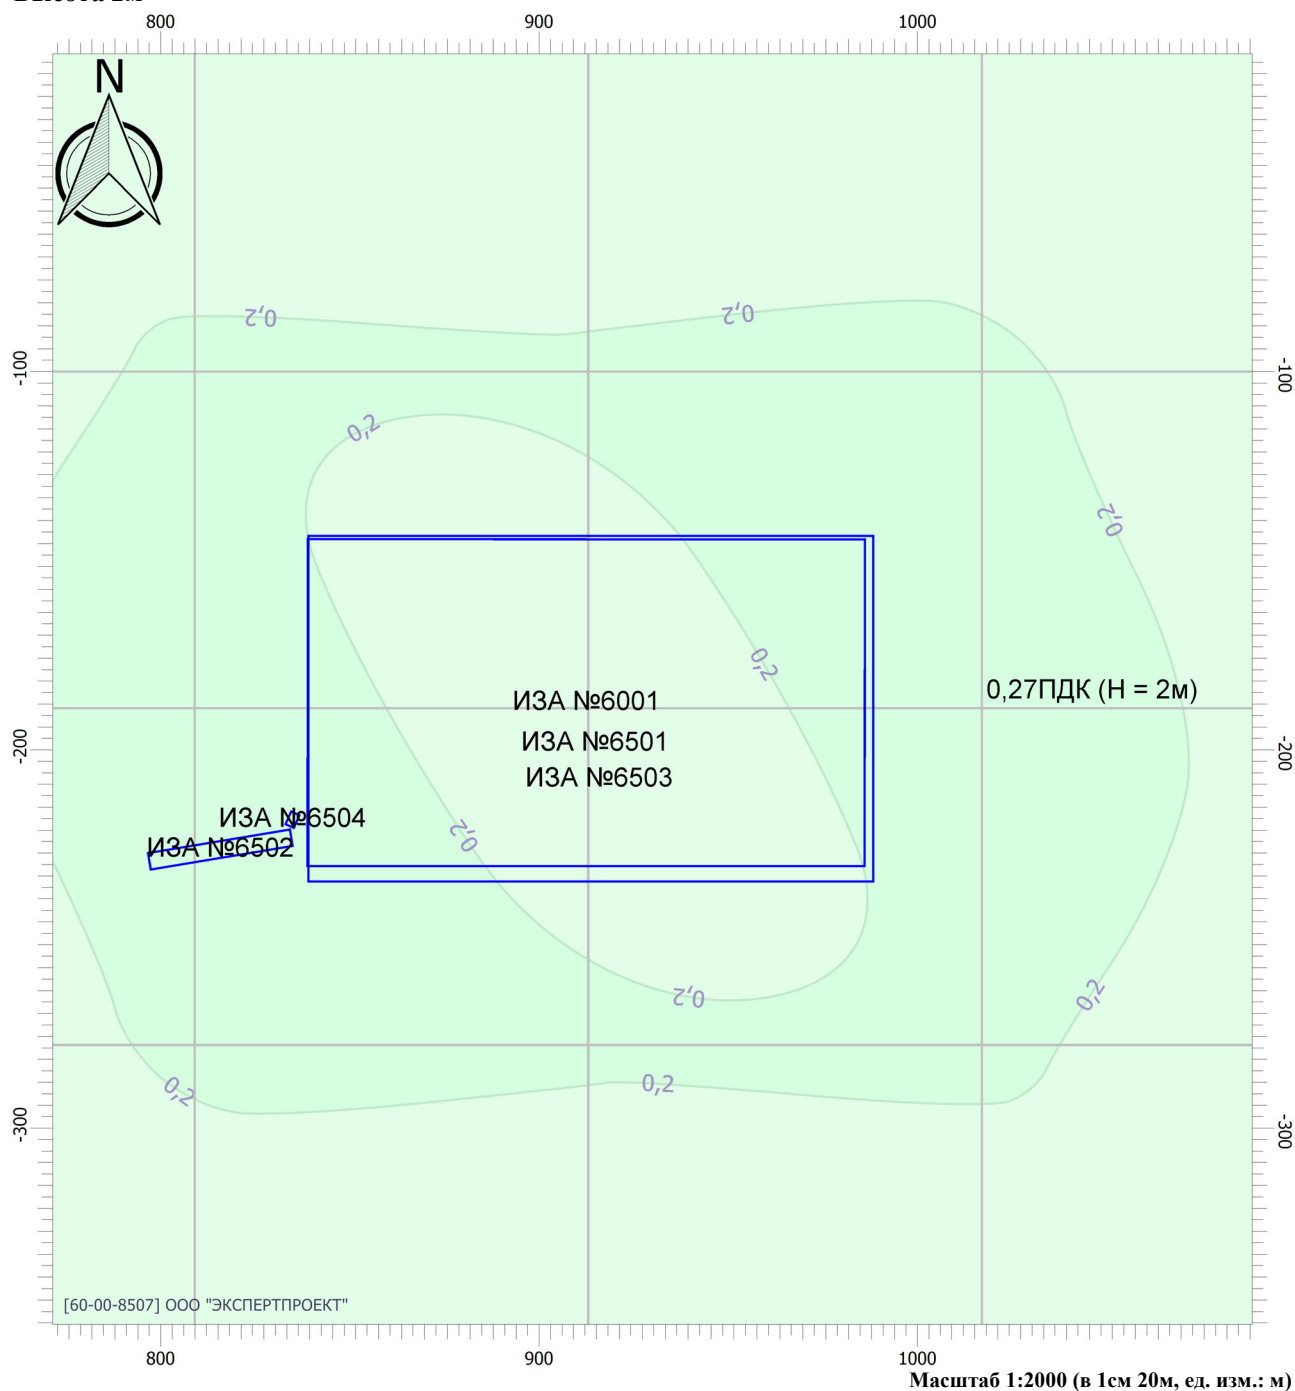 Высота 2м
800 900 1000
N
0,2 0,2
-100 -100
0,2
0,2
0,2
0,27ПДК (Н = 2м)
ИЗА №6001
-200 ИЗА №6501 -200
ИЗА №6503
ИЗА №6504
0,2
ИЗА №6502
0,2 0,2
0,2 0,2
-300 -300
[60-00-8507] ООО "ЭКСПЕРТПРОЕКТ"
800 900 1000
Масштаб 1:2000 (в 1см 20м, ед. изм.: м)